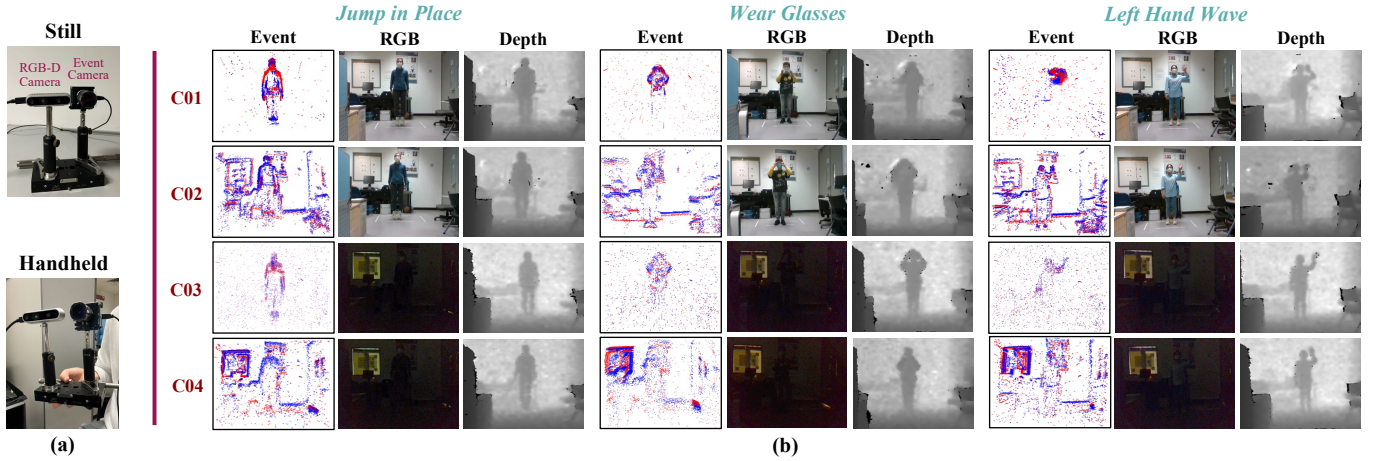 Still
RGB-D Event
Camera Camera
Handheld
(a)
Jump in Place Wear Glasses Left Hand Wave
Event RGB Depth Event RGB Depth Event RGB Depth
C01
C02
C03
C04
(b)